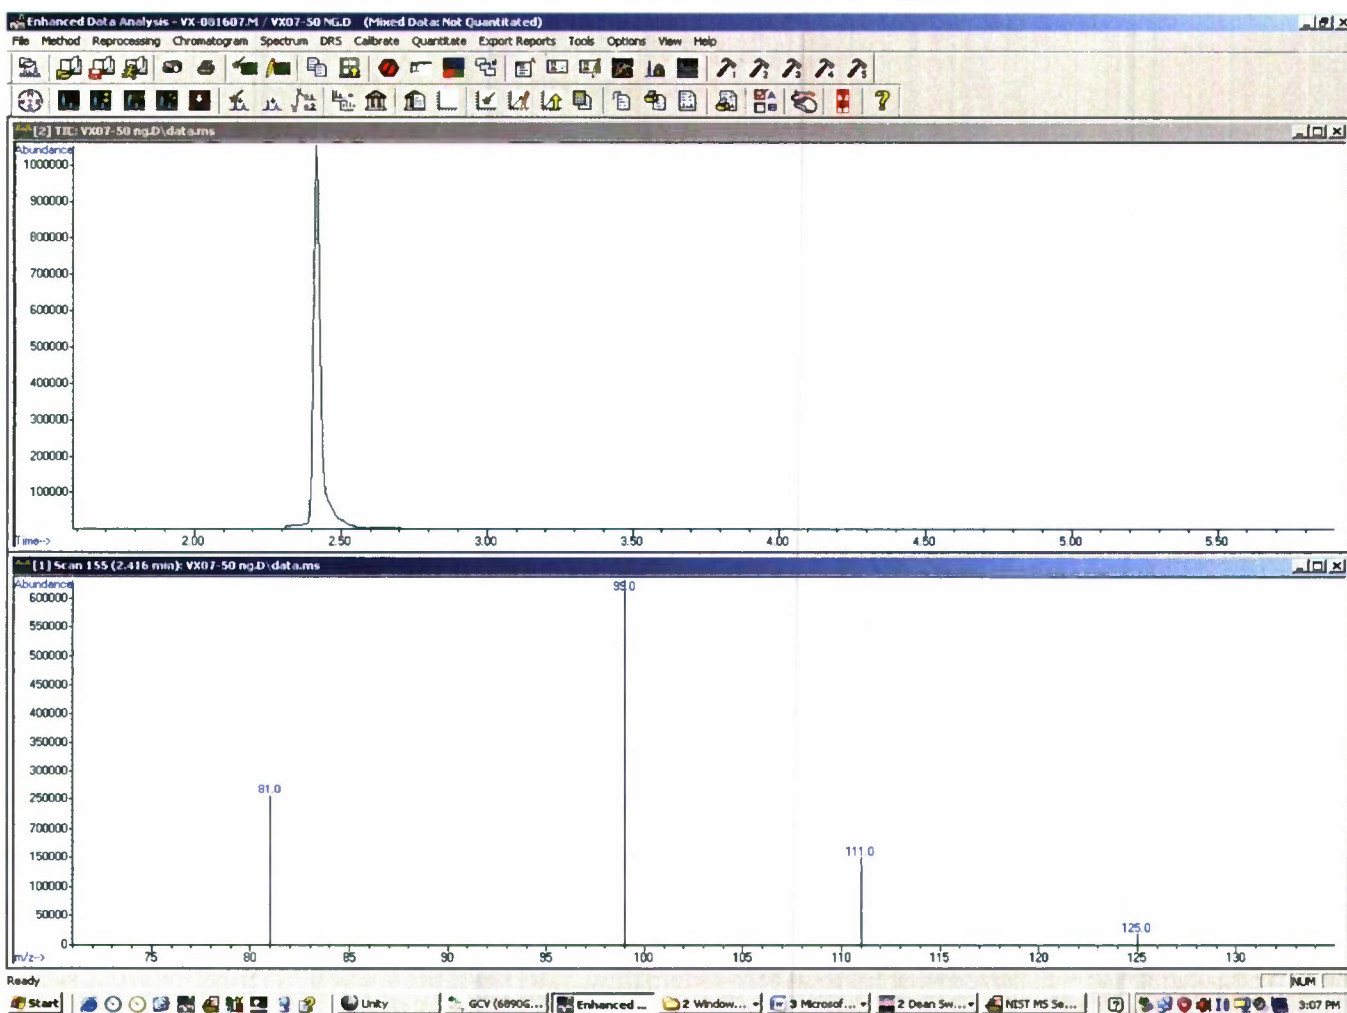 Enhanced Data Analysis - VX-081607.M / VX07-50 NG.D (Mixed Data: Not Quantitated)
File Method Reprocessing Chromatogram Spectrum DRS Calibrate Quantitate Export Reports Tools Options View Help
[2] TIC: VX07-50 ng.D\data.ms
Abundance
1000000
900000
800000
700000
600000
500000
400000
300000
200000
100000
Time--> 2.00 2.50 3.00 3.50 4.00 4.50 5.00 5.50
[1] Scan 155 (2.416 min): VX07-50 ng.D\data.ms
Abundance
99.0
600000
550000
500000
450000
400000
350000
300000
81.0
250000
200000
111.0
150000
100000
50000
125.0
0
m/z--> 75 80 85 90 95 100 105 110 115 120 125 130
Ready NUM
Start Unity GCV (6890G... Enhanced ... 2 Window... 3 Microsof... 2 Dean Sw... NIST MS Se... 3:07 PM